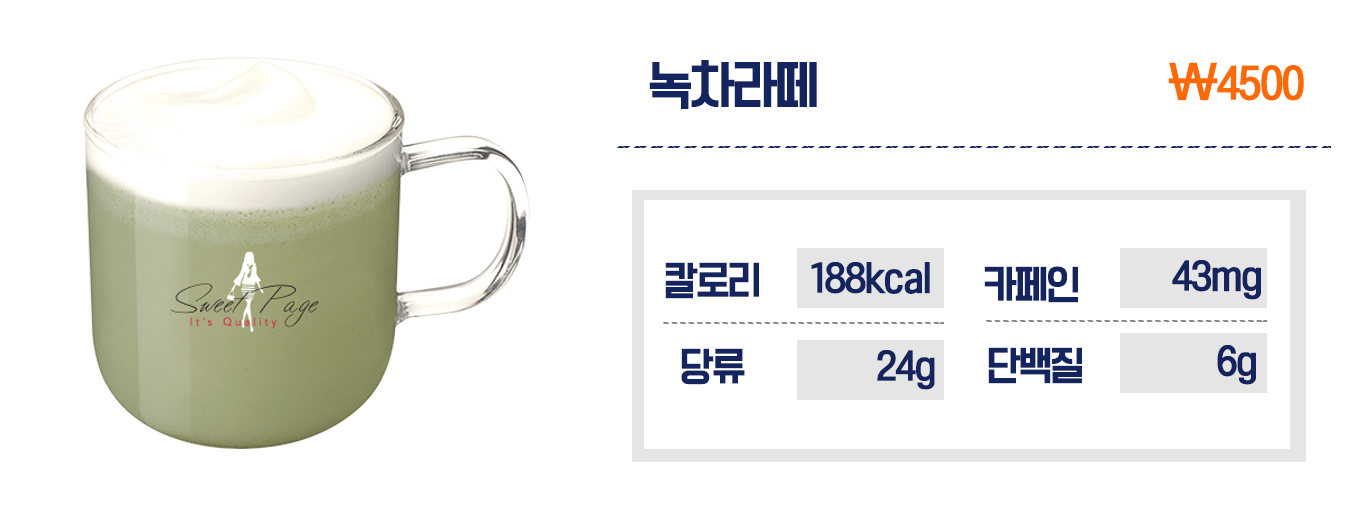 녹차라떼
₩4500
칼로리 188kcal
카페인 43mg
당류 24g
단백질 6g
Sweet Page
It's Quality